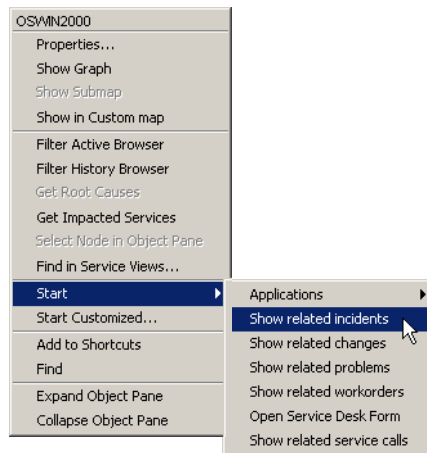 OSWIN2000
Properties...
Show Graph
Show Submap
Show in Custom map
Filter Active Browser
Filter History Browser
Get Root Causes
Get Impacted Services
Select Node in Object Pane
Find in Service Views...
Start
Start Customized...
Add to Shortcuts
Find
Expand Object Pane
Collapse Object Pane
Applications
Show related incidents
Show related changes
Show related problems
Show related workorders
Open Service Desk Form
Show related service calls